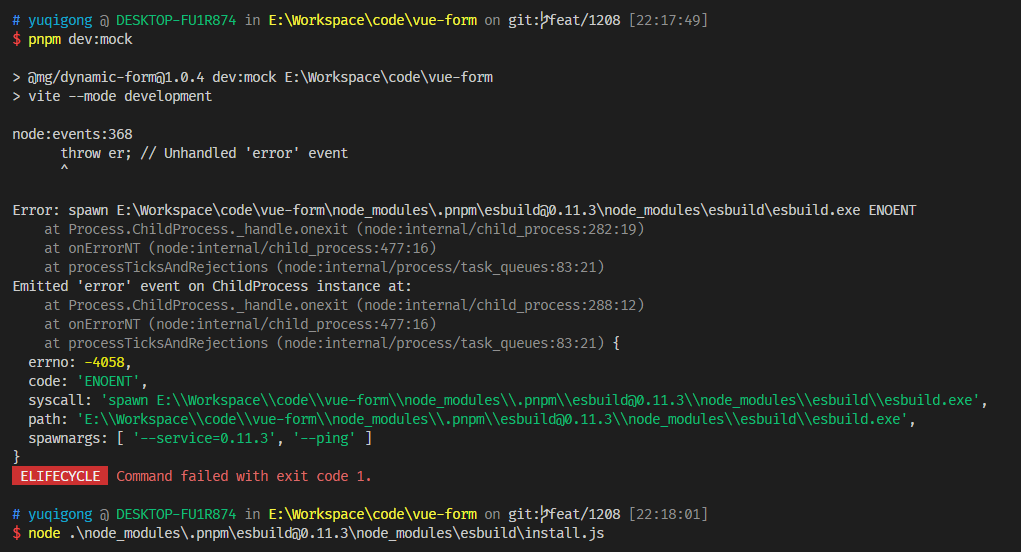 # yuqigong @ DESKTOP-FU1R874 in E:\Workspace\code\vue-form on git:feat/1208 [22:17:49]
$ pnpm dev:mock
> @mg/dynamic-form@1.0.4 dev:mock E:\Workspace\code\vue-form
> vite --mode development
node:events:368
      throw er; // Unhandled 'error' event
      ^
Error: spawn E:\Workspace\code\vue-form\node_modules\.pnpm\esbuild@0.11.3\node_modules\esbuild\esbuild.exe ENOENT
    at Process.ChildProcess._handle.onexit (node:internal/child_process:282:19)
    at onErrorNT (node:internal/child_process:477:16)
    at processTicksAndRejections (node:internal/process/task_queues:83:21)
Emitted 'error' event on ChildProcess instance at:
    at Process.ChildProcess._handle.onexit (node:internal/child_process:288:12)
    at onErrorNT (node:internal/child_process:477:16)
    at processTicksAndRejections (node:internal/process/task_queues:83:21) {
  errno: -4058,
  code: 'ENOENT',
  syscall: 'spawn E:\\Workspace\\code\\vue-form\\node_modules\\.pnpm\\esbuild@0.11.3\\node_modules\\esbuild\\esbuild.exe',
  path: 'E:\\Workspace\\code\\vue-form\\node_modules\\.pnpm\\esbuild@0.11.3\\node_modules\\esbuild\\esbuild.exe',
  spawnargs: [ '--service=0.11.3', '--ping' ]
}
 ELIFECYCLE  Command failed with exit code 1.
# yuqigong @ DESKTOP-FU1R874 in E:\Workspace\code\vue-form on git:feat/1208 [22:18:01]
$ node .\node_modules\.pnpm\esbuild@0.11.3\node_modules\esbuild\install.js